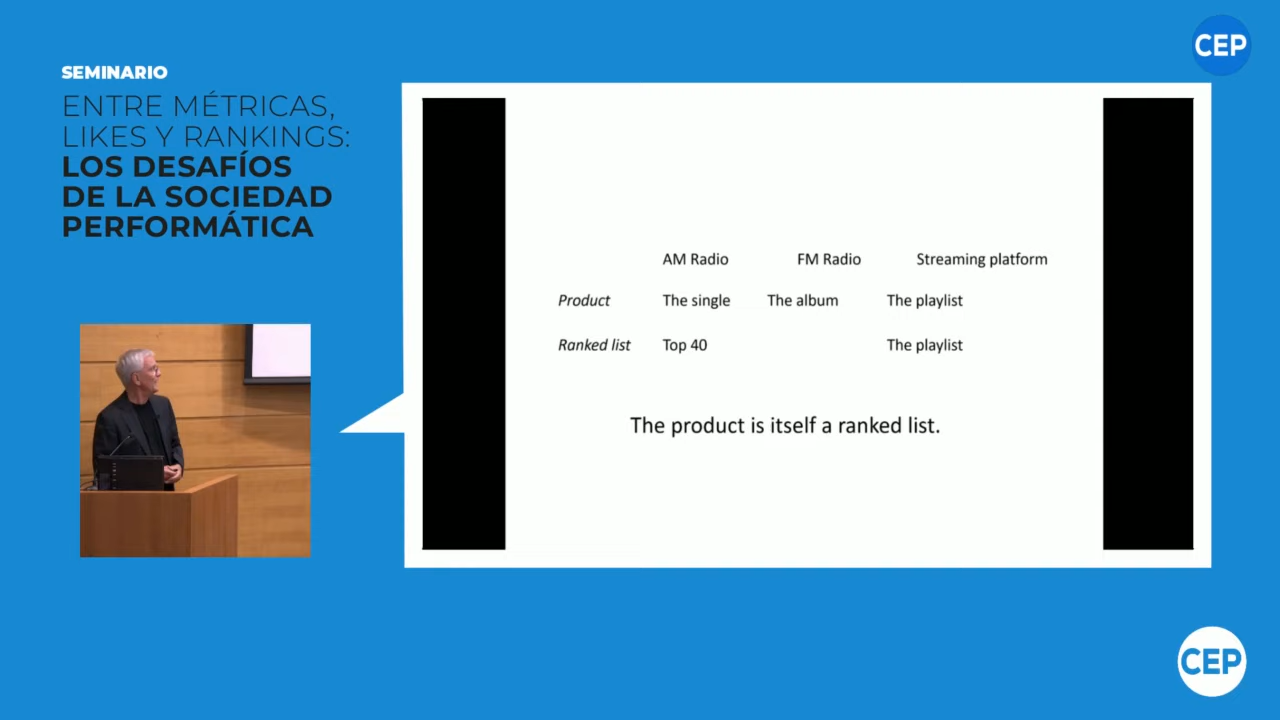 CEP
SEMINARIO
ENTRE MÉTRICAS,
LIKES Y RANKINGS:
LOS DESAFÍOS
DE LA SOCIEDAD
PERFORMÁTICA
AM Radio FM Radio Streaming platform
Product The single The album The playlist
Ranked list Top 40 The playlist
The product is itself a ranked list.
CEP